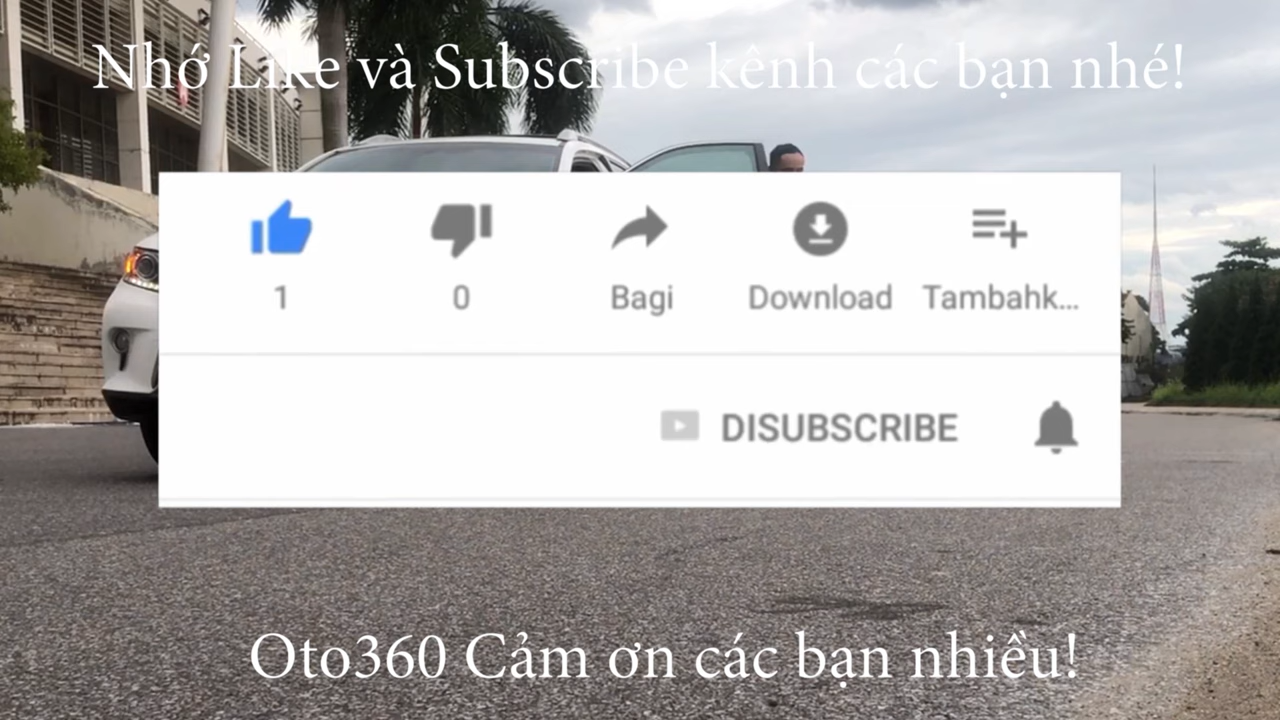 Nhớ Like và Subscribe kênh các bạn nhé!
1 0 Bagi Download Tambahk...
DISUBSCRIBE
Oto360 Cảm ơn các bạn nhiều!